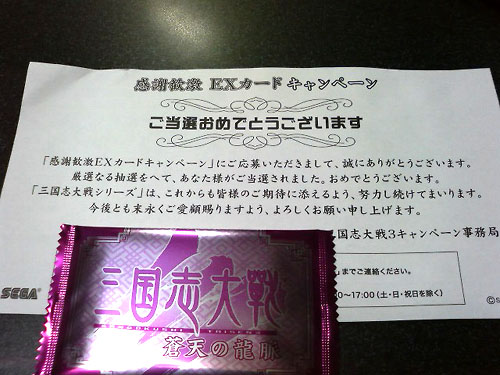 感謝歓激 EXカード キャンペーン
ご当選おめでとうございます
「感謝歓激EXカードキャンペーン」にご応募いただきまして、誠にありがとうございます。
厳選なる抽選をへて、あなた様がご当選されました。おめでとうございます。
「三国志大戦シリーズ」は、これからも皆様のご期待に添えるよう、努力し続けてまいります。
今後とも末永くご愛顧賜りますよう、よろしくお願い申し上げます。
国志大戦3キャンペーン事務局
までご連絡ください。
0～17:00（土・日・祝日を除く）
SEGA
©S
三国志大戦
蒼天の龍脈